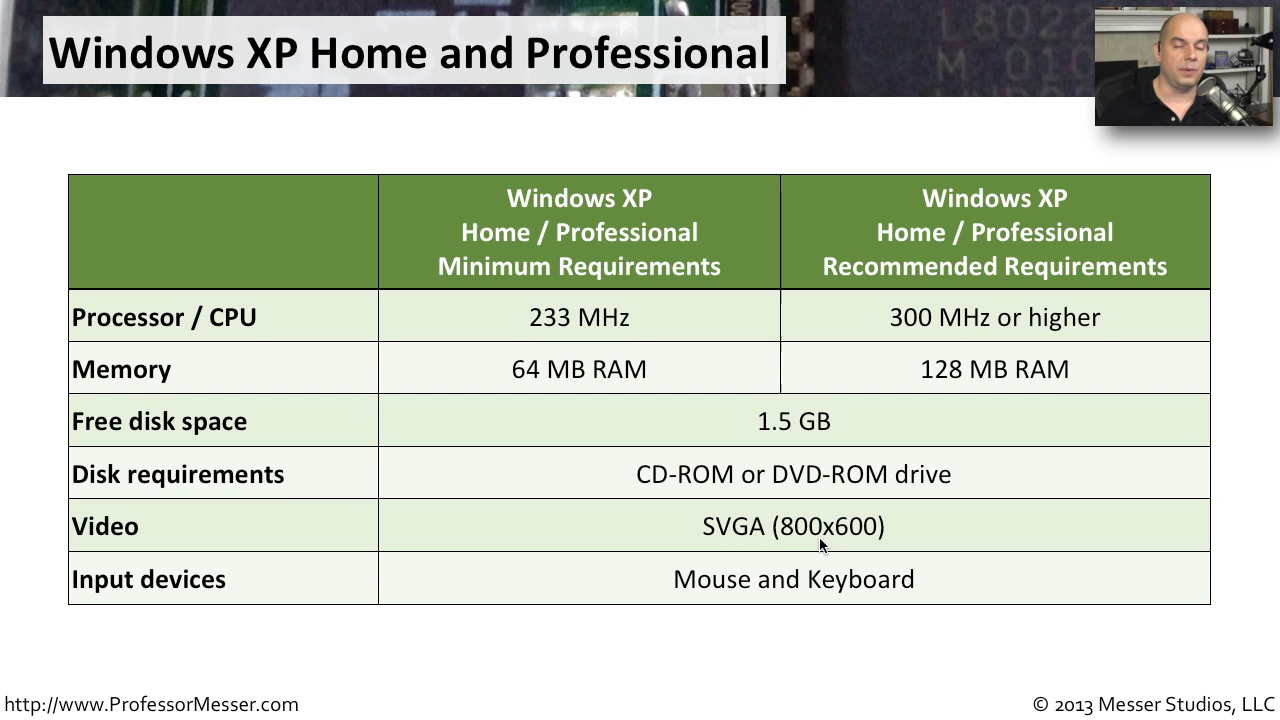 Windows XP Home and Professional
Windows XP
Home / Professional
Minimum Requirements
Windows XP
Home / Professional
Recommended Requirements
Processor / CPU 233 MHz 300 MHz or higher
Memory 64 MB RAM 128 MB RAM
Free disk space 1.5 GB
Disk requirements CD-ROM or DVD-ROM drive
Video SVGA (800x600)
Input devices Mouse and Keyboard
http://www.ProfessorMesser.com © 2013 Messer Studios, LLC